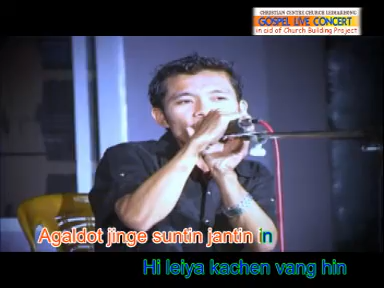 CHRISTIAN CENTRE CHURCH LEIMAKHONG
GOSPEL LIVE CONCERT
in aid of Church Building Project
Agaldot jinge suntin jantin in
Hi leiya kachen vang hin